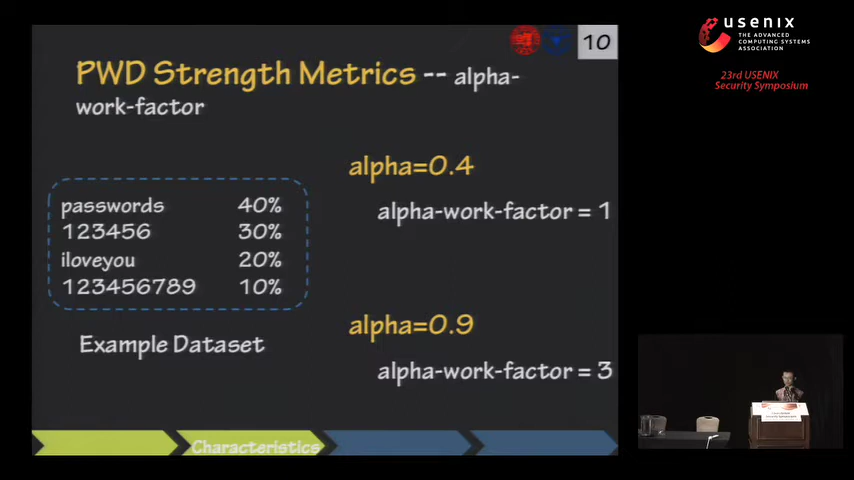 10
PWD Strength Metrics -- alpha-
work-factor
passwords 40%
123456 30%
iloveyou 20%
123456789 10%
Example Dataset
alpha=0.4
alpha-work-factor = 1
alpha=0.9
alpha-work-factor = 3
Characteristics
usenix
THE ADVANCED
COMPUTING SYSTEMS
ASSOCIATION
23rd USENIX
Security Symposium